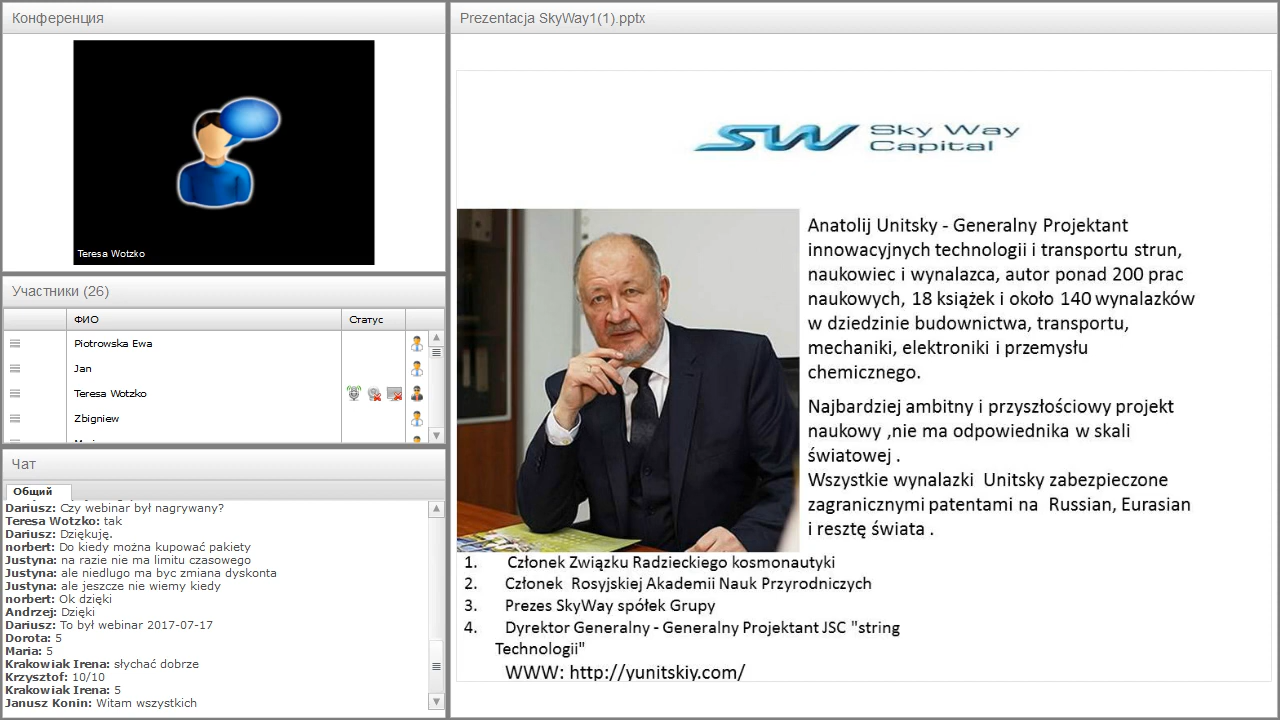 Конференция
Teresa Wotzko
Участники (26)
ФИО
Статус
Piotrowska Ewa
Jan
Teresa Wotzko
Zbigniew
Чат
Общий
Dariusz: Czy webinar był nagrywany?
Teresa Wotzko: tak
Dariusz: Dziękuję.
norbert: Do kiedy można kupować pakiety
Justyna: na razie nie ma limitu czasowego
Justyna: ale niedlugo ma byc zmiana dyskonta
Justyna: ale jeszcze nie wiemy kiedy
norbert: Ok dzięki
Andrzej: Dzięki
Dariusz: To był webinar 2017-07-17
Dorota: 5
Maria: 5
Krakowiak Irena: słychać dobrze
Krzysztof: 10/10
Krakowiak Irena: 5
Janusz Konin: Witam wszystkich
Prezentacja SkyWay1(1).pptx
SW Sky Way
Capital
Anatolij Unitsky - Generalny Projektant
innowacyjnych technologii i transportu strun,
naukowiec i wynalazca, autor ponad 200 prac
naukowych, 18 książek i około 140 wynalazków
w dziedzinie budownictwa, transportu,
mechaniki, elektroniki i przemysłu
chemicznego.
Najbardziej ambitny i przyszłościowy projekt
naukowy ,nie ma odpowiednika w skali
światowej .
Wszystkie wynalazki Unitsky zabezpieczone
zagranicznymi patentami na Russian, Eurasian
i resztę świata .
1. Członek Związku Radzieckiego kosmonautyki
2. Członek Rosyjskiej Akademii Nauk Przyrodniczych
3. Prezes SkyWay spółek Grupy
4. Dyrektor Generalny - Generalny Projektant JSC "string
Technologii"
WWW: http://yunitskiy.com/